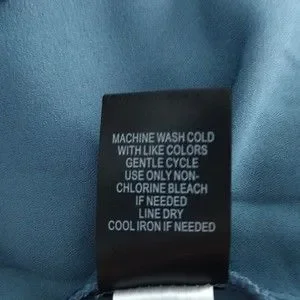 MACHINE WASH COLD
WITH LIKE COLORS
GENTLE CYCLE
USE ONLY NON-
CHLORINE BLEACH
IF NEEDED
LINE DRY
COOL IRON IF NEEDED